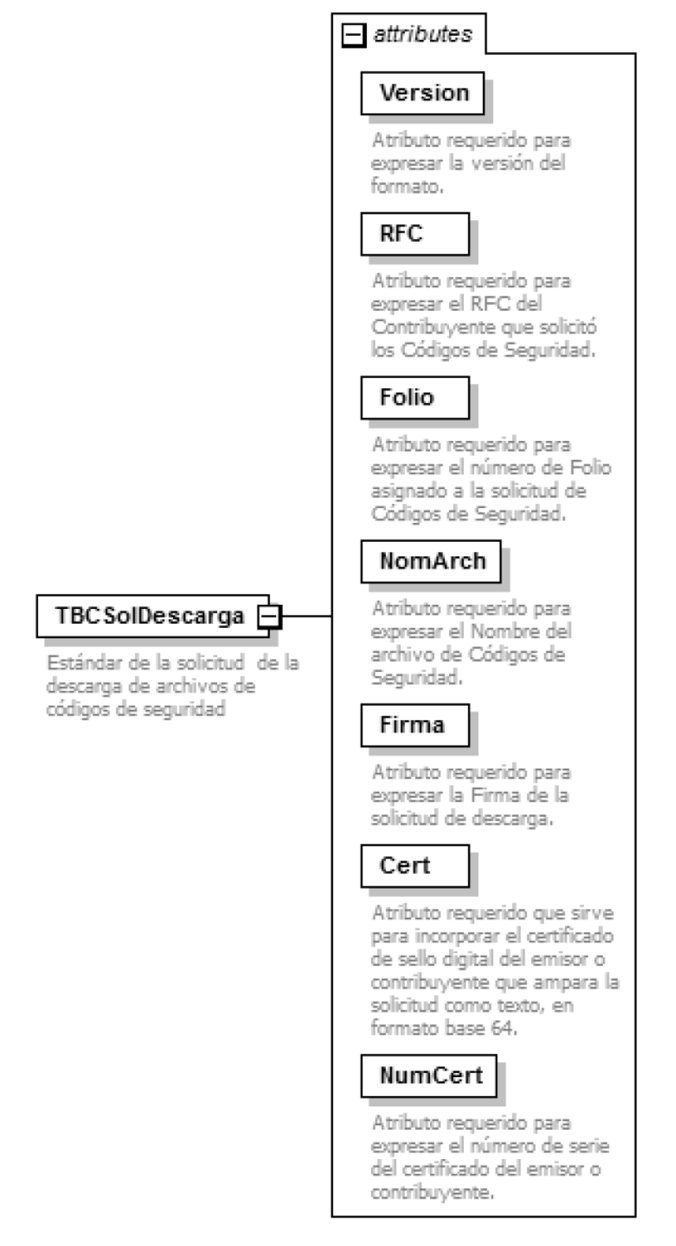 attributes
Version
Atributo requerido para
expresar la versión del
formato.
RFC
Atributo requerido para
expresar el RFC del
Contribuyente que solicitó
los Códigos de Seguridad.
Folio
Atributo requerido para
expresar el número de Folio
asignado a la solicitud de
Códigos de Seguridad.
NomArch
Atributo requerido para
expresar el Nombre del
archivo de Códigos de
Seguridad.
TBCSolDescarga
Estándar de la solicitud de la
descarga de archivos de
códigos de seguridad
Firma
Atributo requerido para
expresar la Firma de la
solicitud de descarga.
Cert
Atributo requerido que sirve
para incorporar el certificado
de sello digital del emisor o
contribuyente que ampara la
solicitud como texto, en
formato base 64.
NumCert
Atributo requerido para
expresar el número de serie
del certificado del emisor o
contribuyente.